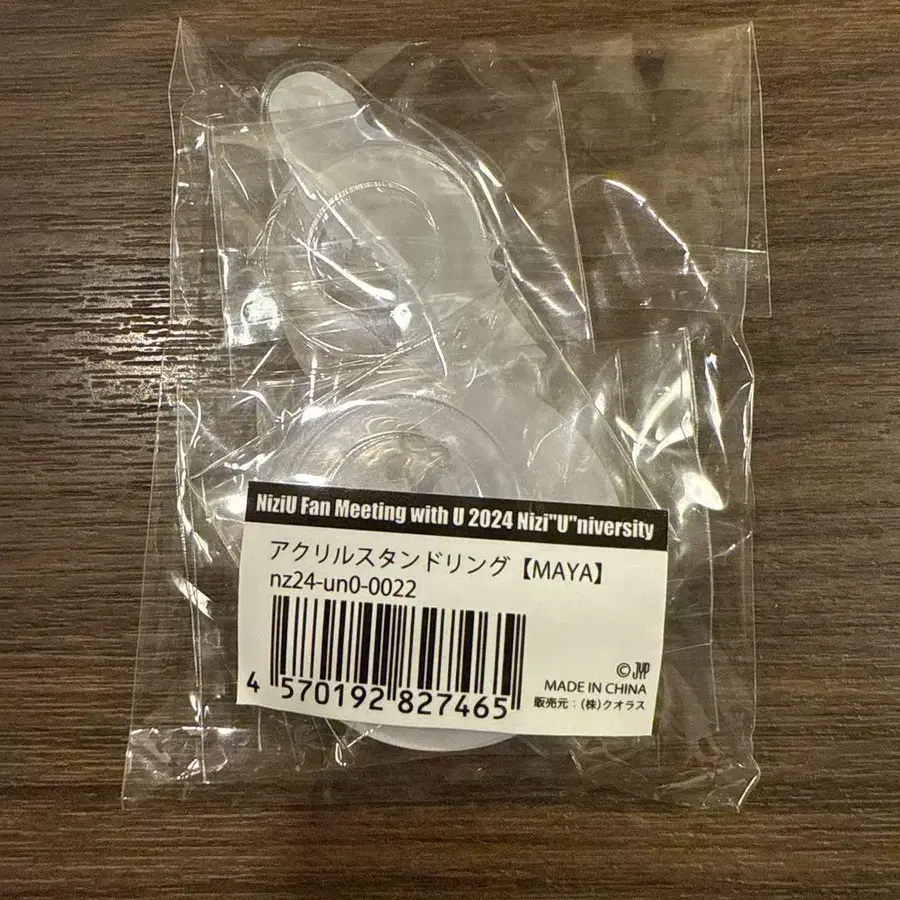 NiziU Fan Meeting with U 2024 Nizi"U"niversity
アクリルスタンドリング【MAYA】
nz24-un0-0022
4 570192 827465
© JYP
MADE IN CHINA
販売元：(株)クオラス